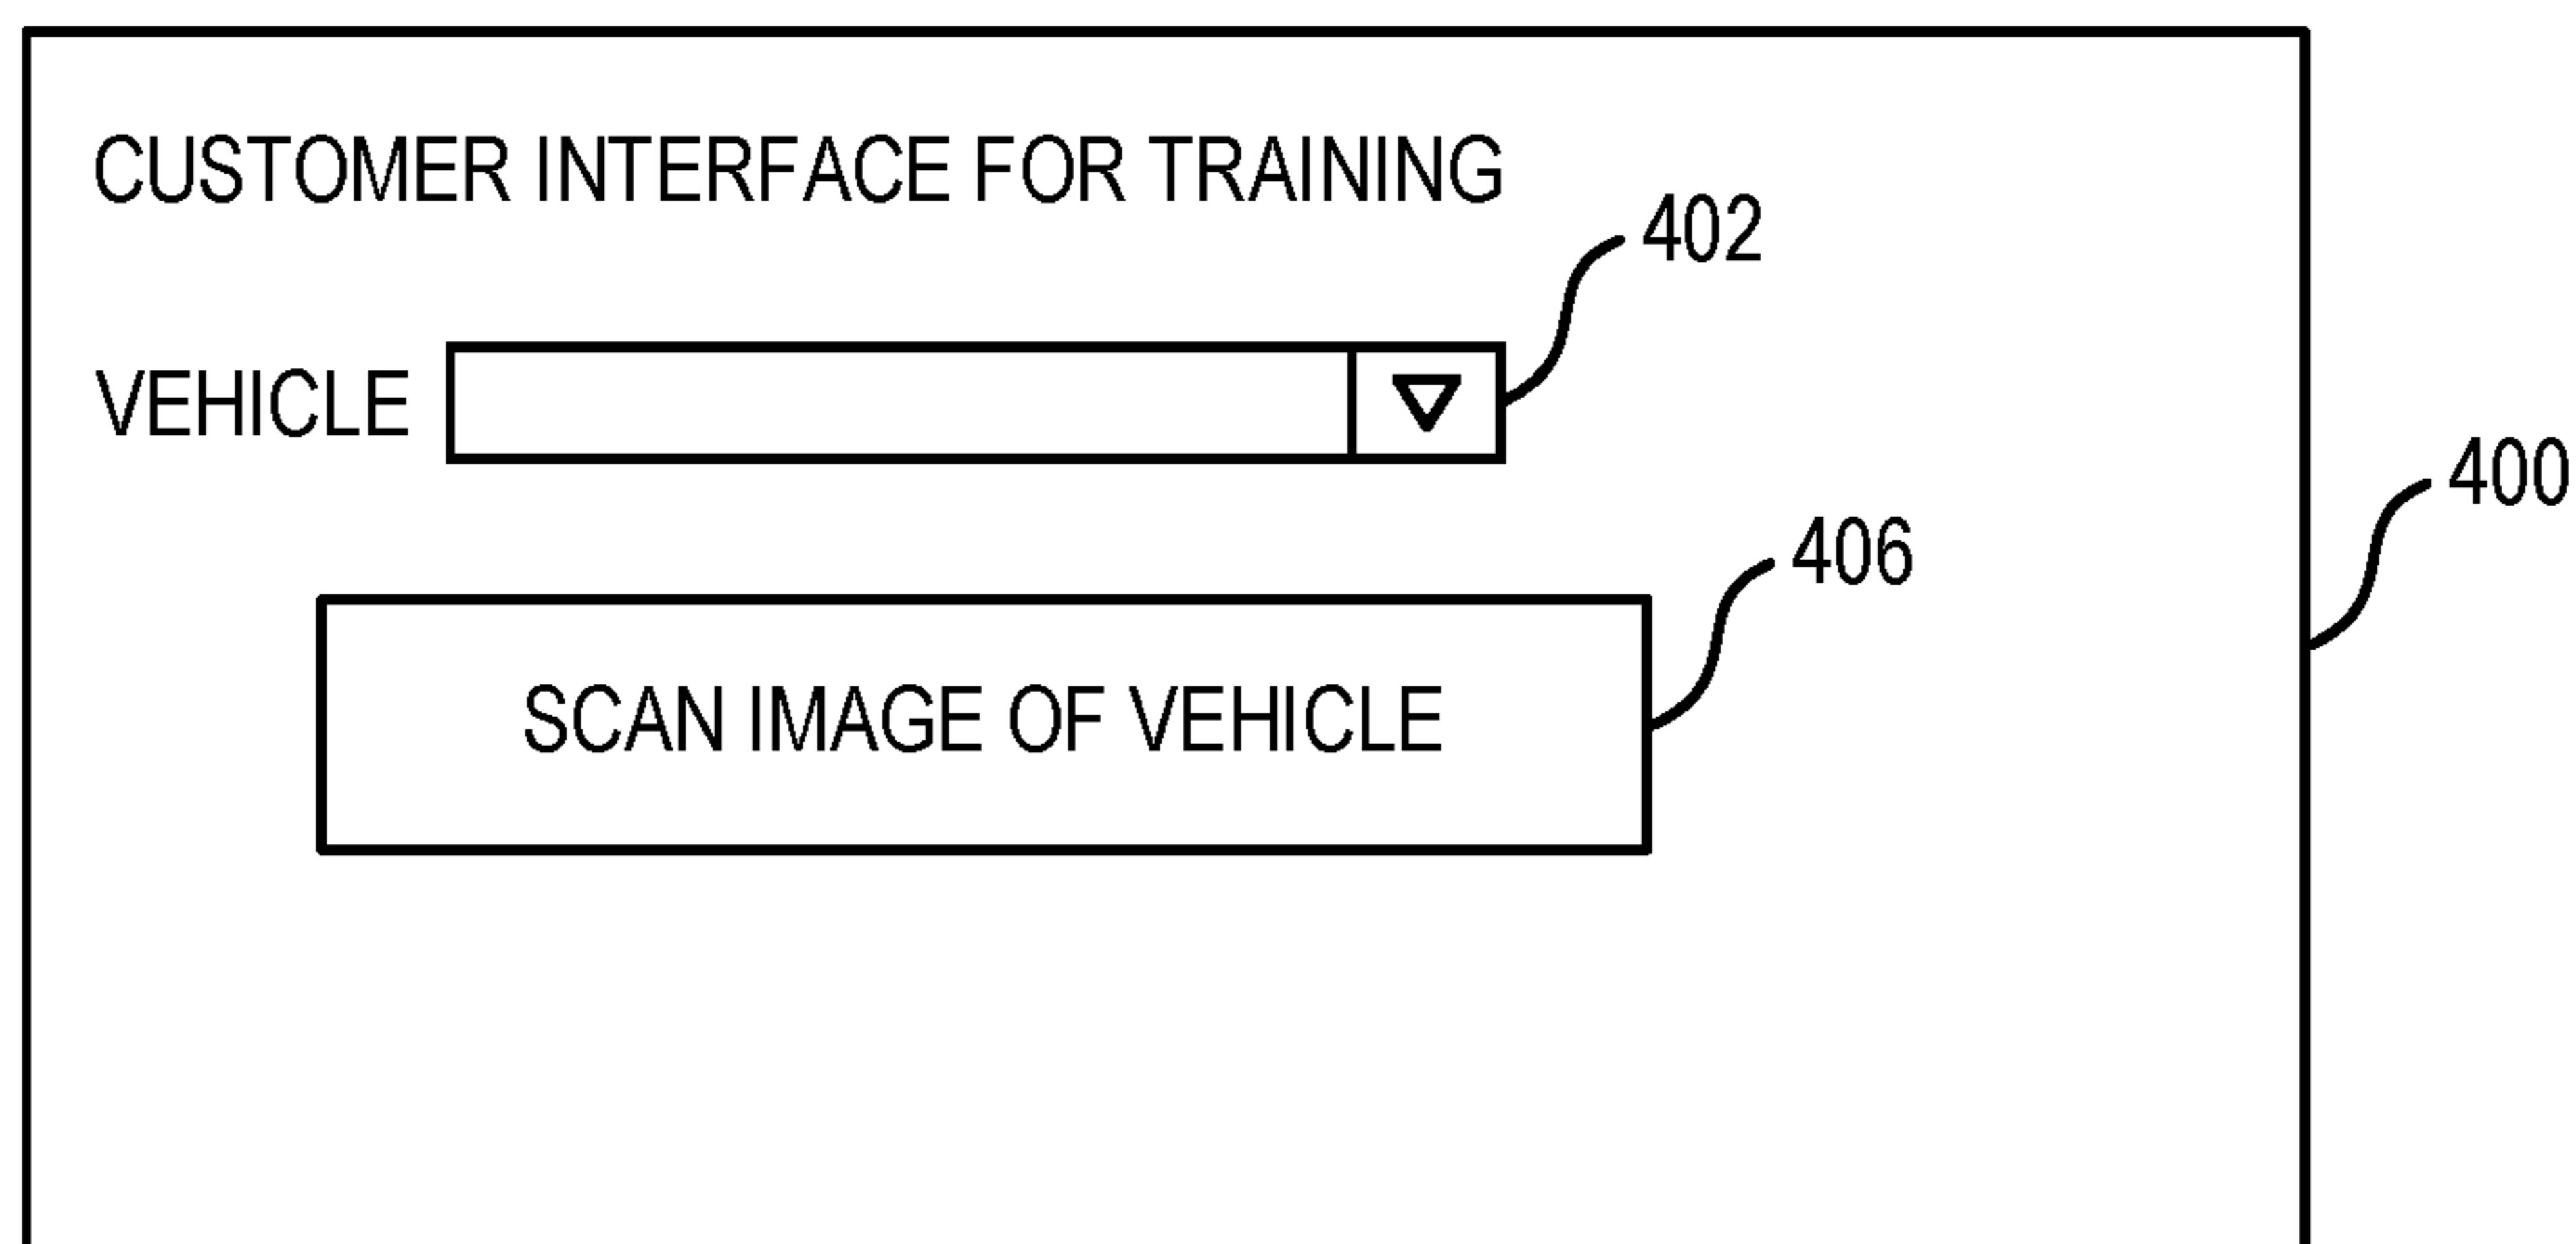 CUSTOMER INTERFACE FOR TRAINING
402
VEHICLE
400
406
SCAN IMAGE OF VEHICLE